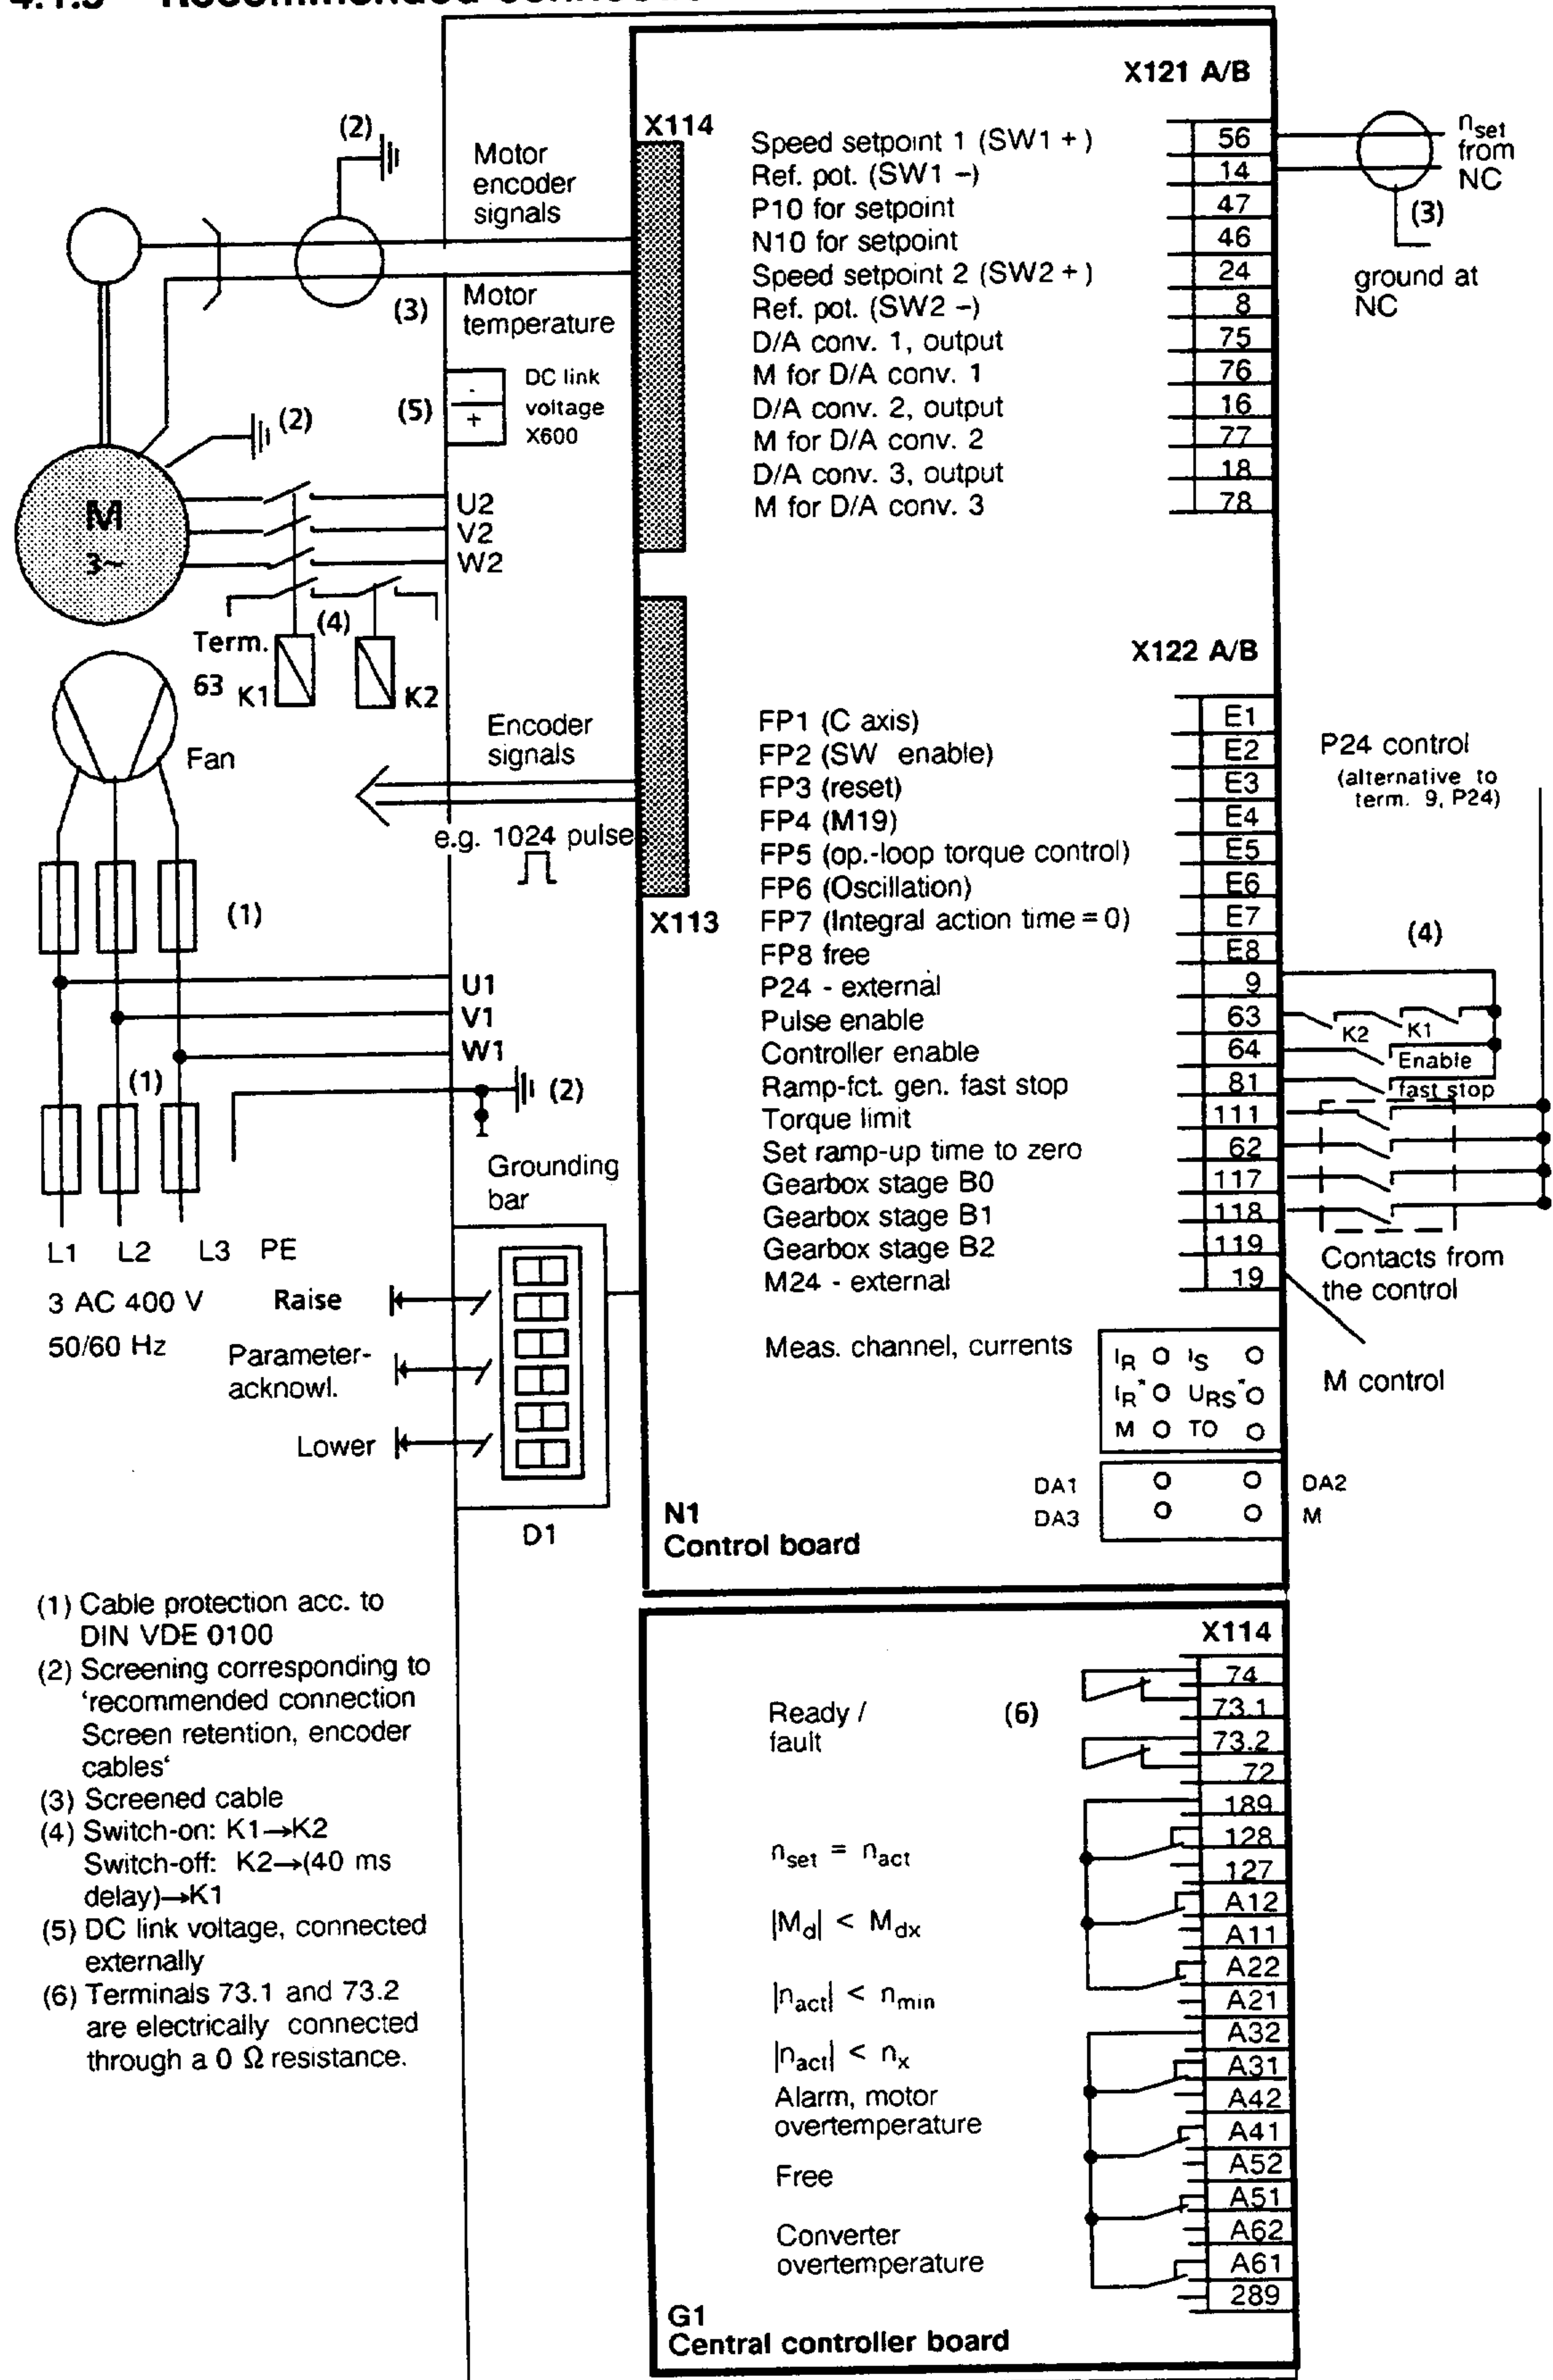 X121 A/B
X114
(2)
Motor
encoder
signals
(3)
Motor
temperature
DC link
voltage
X600
(5)
-
+
(2)
M
3~
U2
V2
W2
(4)
Term.
63
K1
K2
Fan
Encoder
signals
e.g. 1024 pulses
X113
(1)
U1
V1
W1
(1)
(2)
Grounding
bar
L1 L2 L3 PE
3 AC 400 V
50/60 Hz
Raise
Parameter-
acknowl.
Lower
D1
Speed setpoint 1 (SW1 +) 56
Ref. pot. (SW1 –) 14
P10 for setpoint 47
N10 for setpoint 46
Speed setpoint 2 (SW2 +) 24
Ref. pot. (SW2 –) 8
D/A conv. 1, output 75
M for D/A conv. 1 76
D/A conv. 2, output 16
M for D/A conv. 2 77
D/A conv. 3, output 18
M for D/A conv. 3 78
nset
from
NC
(3)
ground at
NC
X122 A/B
FP1 (C axis) E1
FP2 (SW enable) E2
FP3 (reset) E3
FP4 (M19) E4
FP5 (op.-loop torque control) E5
FP6 (Oscillation) E6
FP7 (Integral action time = 0) E7
FP8 free E8
P24 - external 9
Pulse enable 63
Controller enable 64
Ramp-fct. gen. fast stop 81
Torque limit 111
Set ramp-up time to zero 62
Gearbox stage B0 117
Gearbox stage B1 118
Gearbox stage B2 119
M24 - external 19
P24 control
(alternative to
term. 9, P24)
(4)
K2 K1
Enable
fast stop
Contacts from
the control
M control
Meas. channel, currents
IR IS
IR* URS*
M TO
DA1 DA2
DA3 M
N1
Control board
X114
Ready /
fault
(6)
74
73.1
73.2
72
189
128
127
A12
A11
A22
A21
A32
A31
A42
A41
A52
A51
A62
A61
289
nset = nact
|Md| < Mdx
|nact| < nmin
|nact| < nx
Alarm, motor
overtemperature
Free
Converter
overtemperature
G1
Central controller board
(1) Cable protection acc. to
DIN VDE 0100
(2) Screening corresponding to
‘recommended connection
Screen retention, encoder
cables‘
(3) Screened cable
(4) Switch-on: K1→K2
Switch-off: K2→(40 ms
delay)→K1
(5) DC link voltage, connected
externally
(6) Terminals 73.1 and 73.2
are electrically connected
through a 0 Ω resistance.